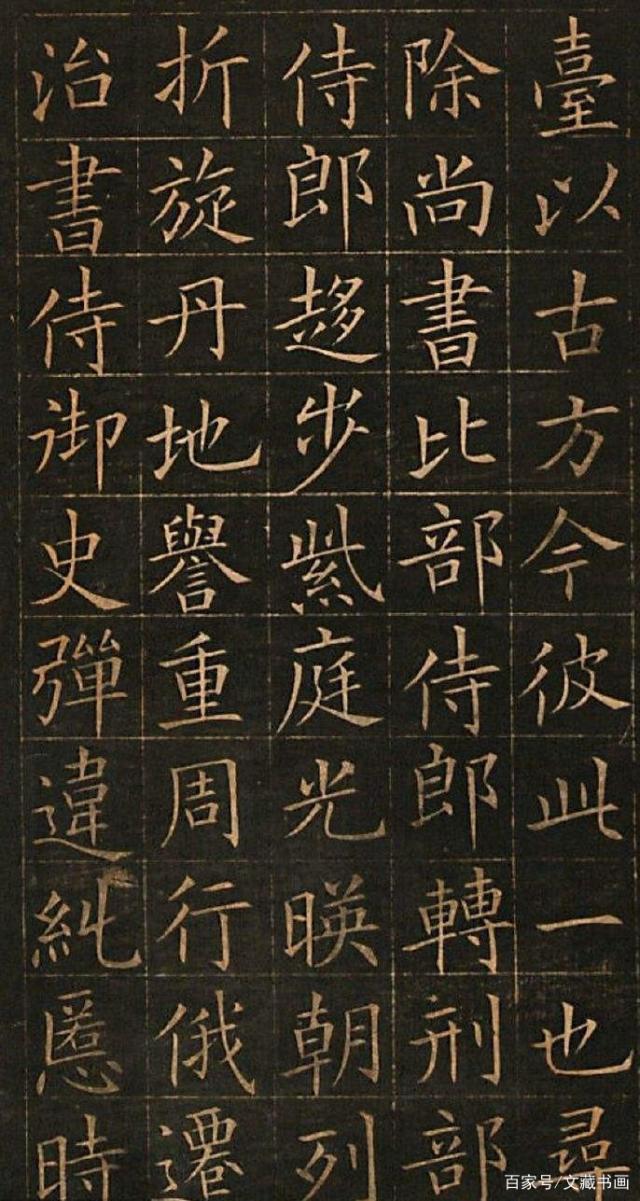 臺以古方今彼此一也尋
除尚書比部侍郎轉刑部
侍郎趍步紫庭光暎朝列
折旋丹地譽重周行俄遷
治書侍御史彈違糺慝時
百家号/文藏书画